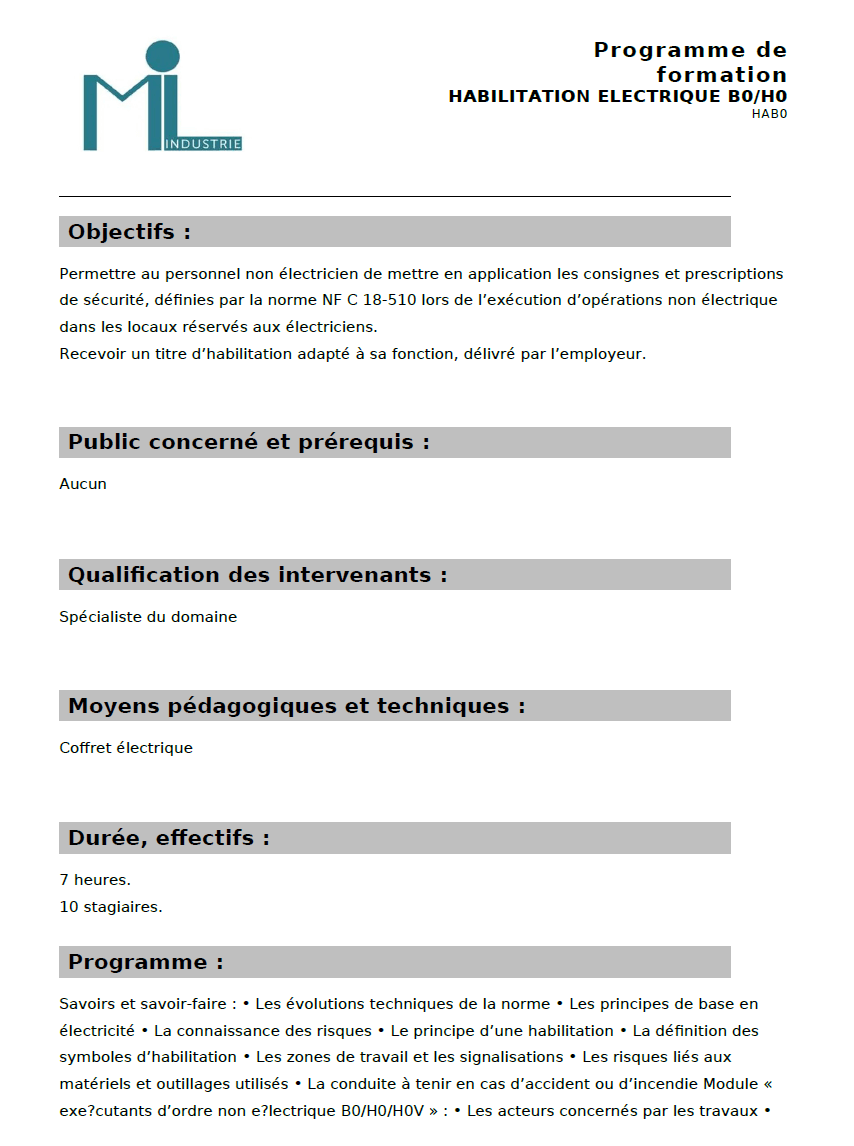 MIL
INDUSTRIE
Programme de
formation
HABILITATION ELECTRIQUE B0/H0
HAB0
Objectifs :
Permettre au personnel non électricien de mettre en application les consignes et prescriptions
de sécurité, définies par la norme NF C 18-510 lors de l’exécution d’opérations non électrique
dans les locaux réservés aux électriciens.
Recevoir un titre d’habilitation adapté à sa fonction, délivré par l’employeur.
Public concerné et prérequis :
Aucun
Qualification des intervenants :
Spécialiste du domaine
Moyens pédagogiques et techniques :
Coffret électrique
Durée, effectifs :
7 heures.
10 stagiaires.
Programme :
Savoirs et savoir-faire : • Les évolutions techniques de la norme • Les principes de base en
électricité • La connaissance des risques • Le principe d’une habilitation • La définition des
symboles d’habilitation • Les zones de travail et les signalisations • Les risques liés aux
matériels et outillages utilisés • La conduite à tenir en cas d’accident ou d’incendie Module «
exe?cutants d’ordre non e?lectrique B0/H0/H0V » : • Les acteurs concernés par les travaux •